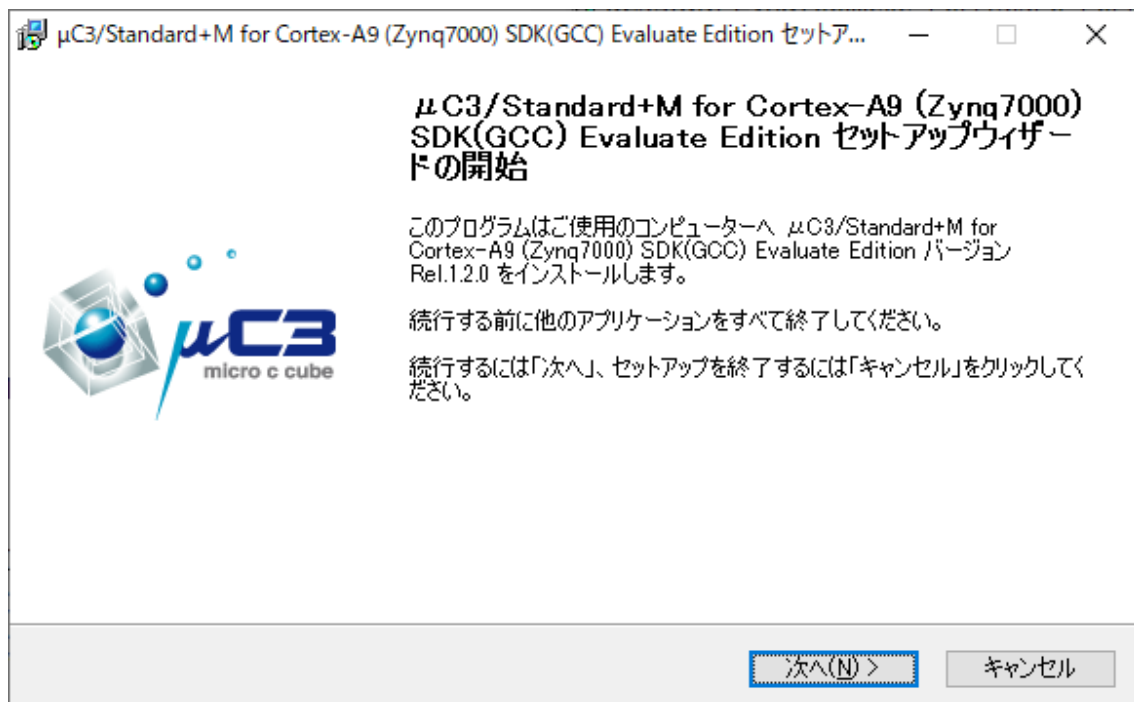 μC3/Standard+M for Cortex-A9 (Zynq7000) SDK(GCC) Evaluate Edition セットア...
μC3/Standard+M for Cortex-A9 (Zynq7000)
SDK(GCC) Evaluate Edition セットアップウィザー
ドの開始
このプログラムはご使用のコンピューターへ μC3/Standard+M for
Cortex-A9 (Zynq7000) SDK(GCC) Evaluate Edition バージョン
Rel.1.2.0 をインストールします。
続行する前に他のアプリケーションをすべて終了してください。
続行するには「次へ」、セットアップを終了するには「キャンセル」をクリックしてく
ださい。
μC3
micro c cube
次へ(N) >
キャンセル